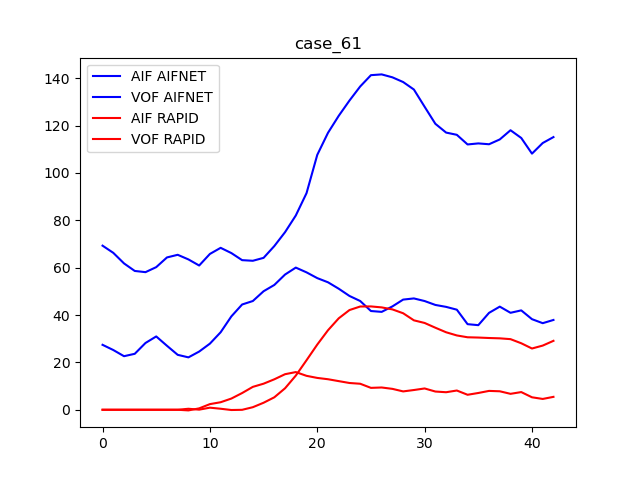 case_61
AIF AIFNET
VOF AIFNET
AIF RAPID
VOF RAPID
140
120
100
80
60
40
20
0
0 10 20 30 40